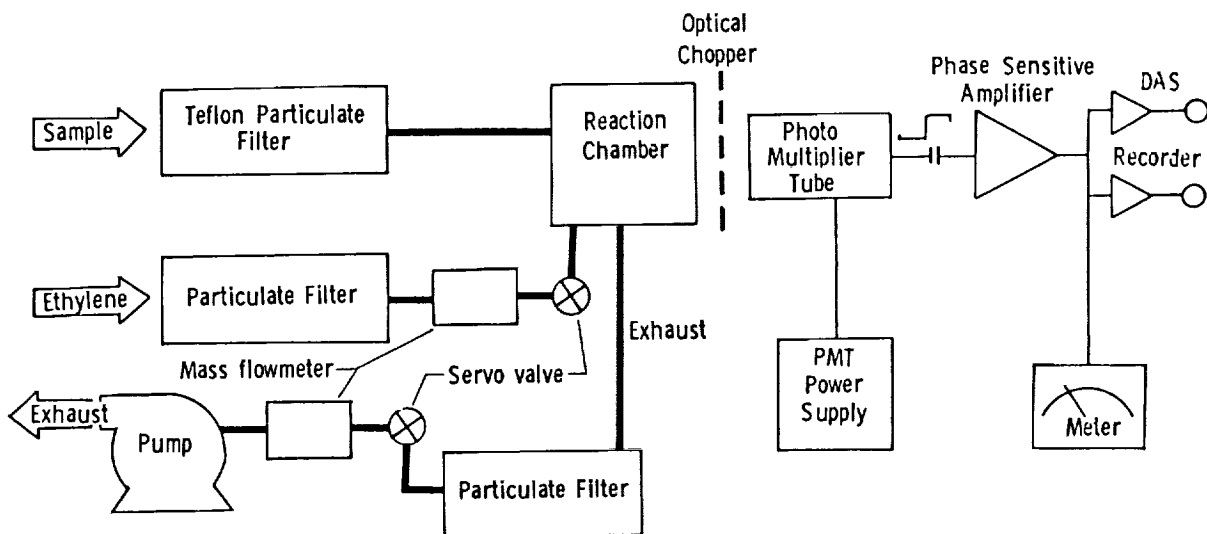 Optical
Chopper
Phase Sensitive
Amplifier
DAS
Sample
Teflon Particulate
Filter
Reaction
Chamber
Photo
Multiplier
Tube
Recorder
Ethylene
Particulate Filter
Exhaust
Mass flowmeter
Servo valve
PMT
Power
Supply
Exhaust
Pump
Meter
Particulate Filter